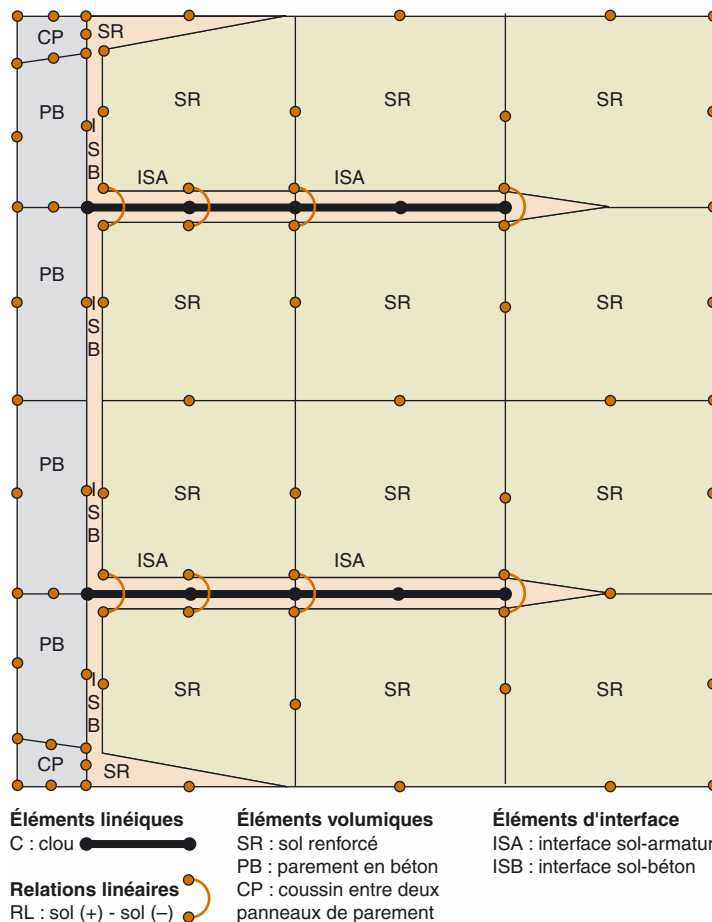 CP
SR
PB
SR
SR
SR
I
S
B
ISA
ISA
PB
I
S
B
SR
SR
SR
PB
I
S
B
SR
SR
SR
ISA
ISA
PB
I
S
B
SR
SR
SR
CP
SR
Éléments linéiques
C : clou
Relations linéaires
RL : sol (+) - sol (–)
Éléments volumiques
SR : sol renforcé
PB : parement en béton
CP : coussin entre deux
panneaux de parement
Éléments d'interface
ISA : interface sol-armatur
ISB : interface sol-béton